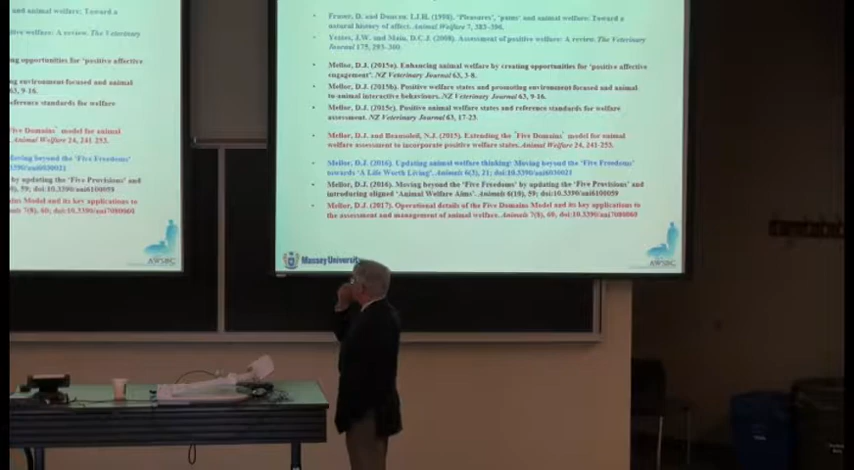 and animal welfare: Toward a
itive welfare: A review. The Veterinary
ng opportunities for 'positive affective
ng environment-focused and animal
63, 9-16.
eference standards for welfare
Five Domains' model for animal
Animal Welfare 24, 241-253.
Moving beyond the 'Five Freedoms'
3390/ani6030021
s by updating the Five Provisions' and
9), 59; doi:10.3390/ani6100059
ins Model and its key applications to
s 7(8), 60; doi:10.3390/ani7080060
AWSBC
Fraser, D. and Duncan, I.J.H. (1998). 'Pleasures', 'pains' and animal welfare: Toward a
natural history of affect. Animal Welfare 7, 383-396.
Yeates, J.W. and Main, D.C.J. (2008). Assessment of positive welfare: A review. The Veterinary
Journal 175, 293-300.
Mellor, D.J. (2015a). Enhancing animal welfare by creating opportunities for 'positive affective
engagement'. NZ Veterinary Journal 63, 3-8.
Mellor, D.J. (2015b). Positive welfare states and promoting environment focused and animal
to animal interactive behaviours. NZ Veterinary Journal 63, 9-16.
Mellor, D.J. (2015c). Positive animal welfare states and reference standards for welfare
assessment. NZ Veterinary Journal 63, 17-23.
Mellor, D.J. and Beausoleil, N.J. (2015). Extending the 'Five Domains' model for animal
welfare assessment to incorporate positive welfare states. Animal Welfare 24, 241-253.
Mellor, D.J. (2016). Updating animal welfare thinking: Moving beyond the 'Five Freedoms'
towards 'A Life Worth Living'. Animals 6(3), 21; doi:10.3390/ani6030021
Mellor, D.J. (2016). Moving beyond the 'Five Freedoms' by updating the 'Five Provisions' and
introducing aligned 'Animal Welfare Aims'. Animals 6(10), 59; doi:10.3390/ani6100059
Mellor, D.J. (2017). Operational details of the Five Domains Model and its key applications to
the assessment and management of animal welfare. Animals 7(8), 60, doi:10.3390/ani7080060
Massey University
AWSBC